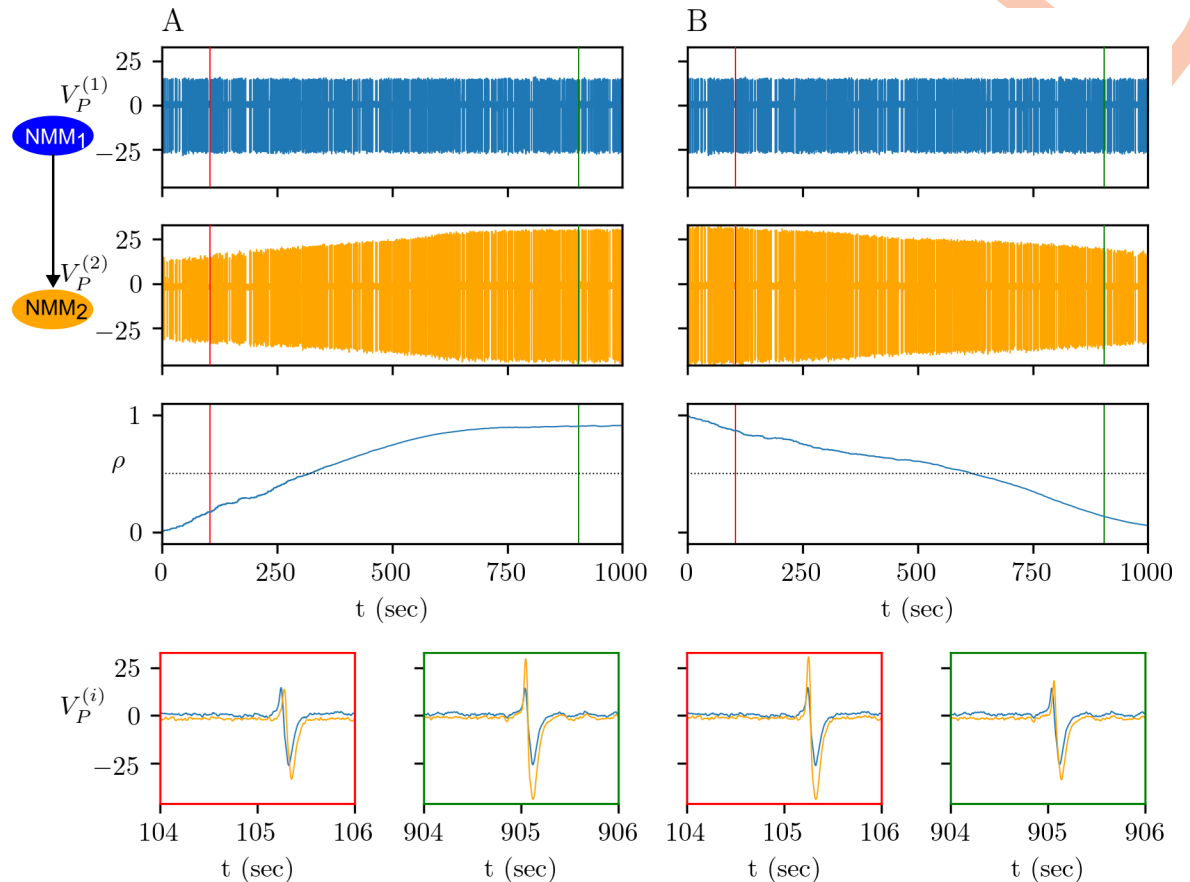 A
B
25
V_P^{(1)}
0
−25
NMM1
25
V_P^{(2)}
0
−25
NMM2
1
ρ
0
0 250 500 750 1000
t (sec)
0 250 500 750 1000
t (sec)
25
V_P^{(i)}
0
−25
104 105 106
t (sec)
904 905 906
t (sec)
104 105 106
t (sec)
904 905 906
t (sec)